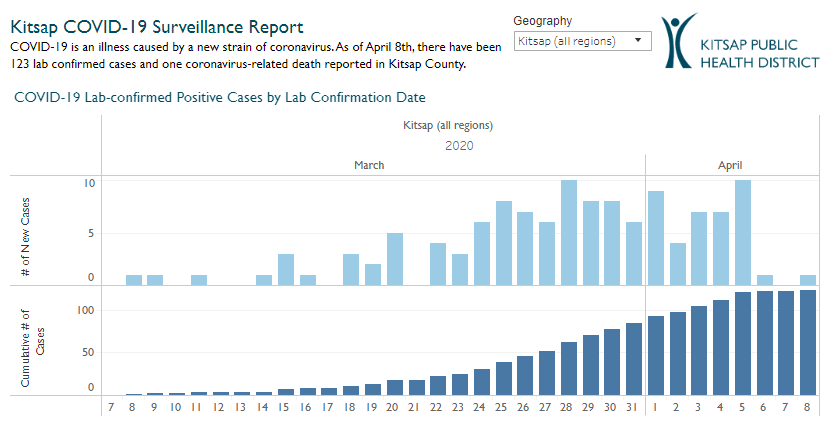 Kitsap COVID-19 Surveillance Report
COVID-19 is an illness caused by a new strain of coronavirus. As of April 8th, there have been
123 lab confirmed cases and one coronavirus-related death reported in Kitsap County.
Geography
Kitsap (all regions)
KITSAP PUBLIC
HEALTH DISTRICT
COVID-19 Lab-confirmed Positive Cases by Lab Confirmation Date
Kitsap (all regions)
2020
March April
# of New Cases
10
5
0
Cumulative # of
Cases
100
50
0
7 8 9 10 11 12 13 14 15 16 17 18 19 20 21 22 23 24 25 26 27 28 29 30 31 1 2 3 4 5 6 7 8